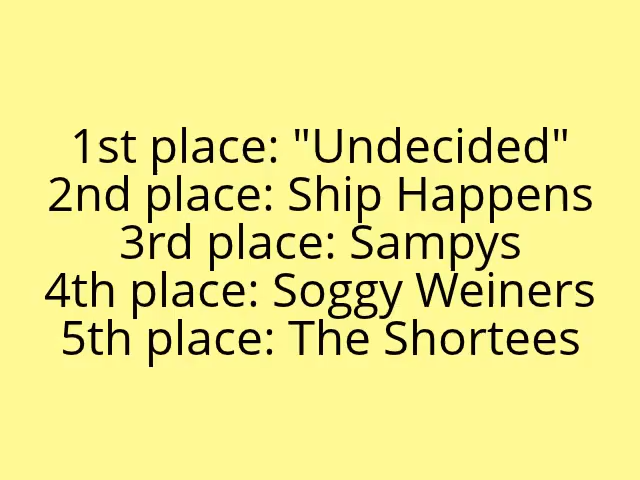 1st place: "Undecided"
2nd place: Ship Happens
3rd place: Sampys
4th place: Soggy Weiners
5th place: The Shortees